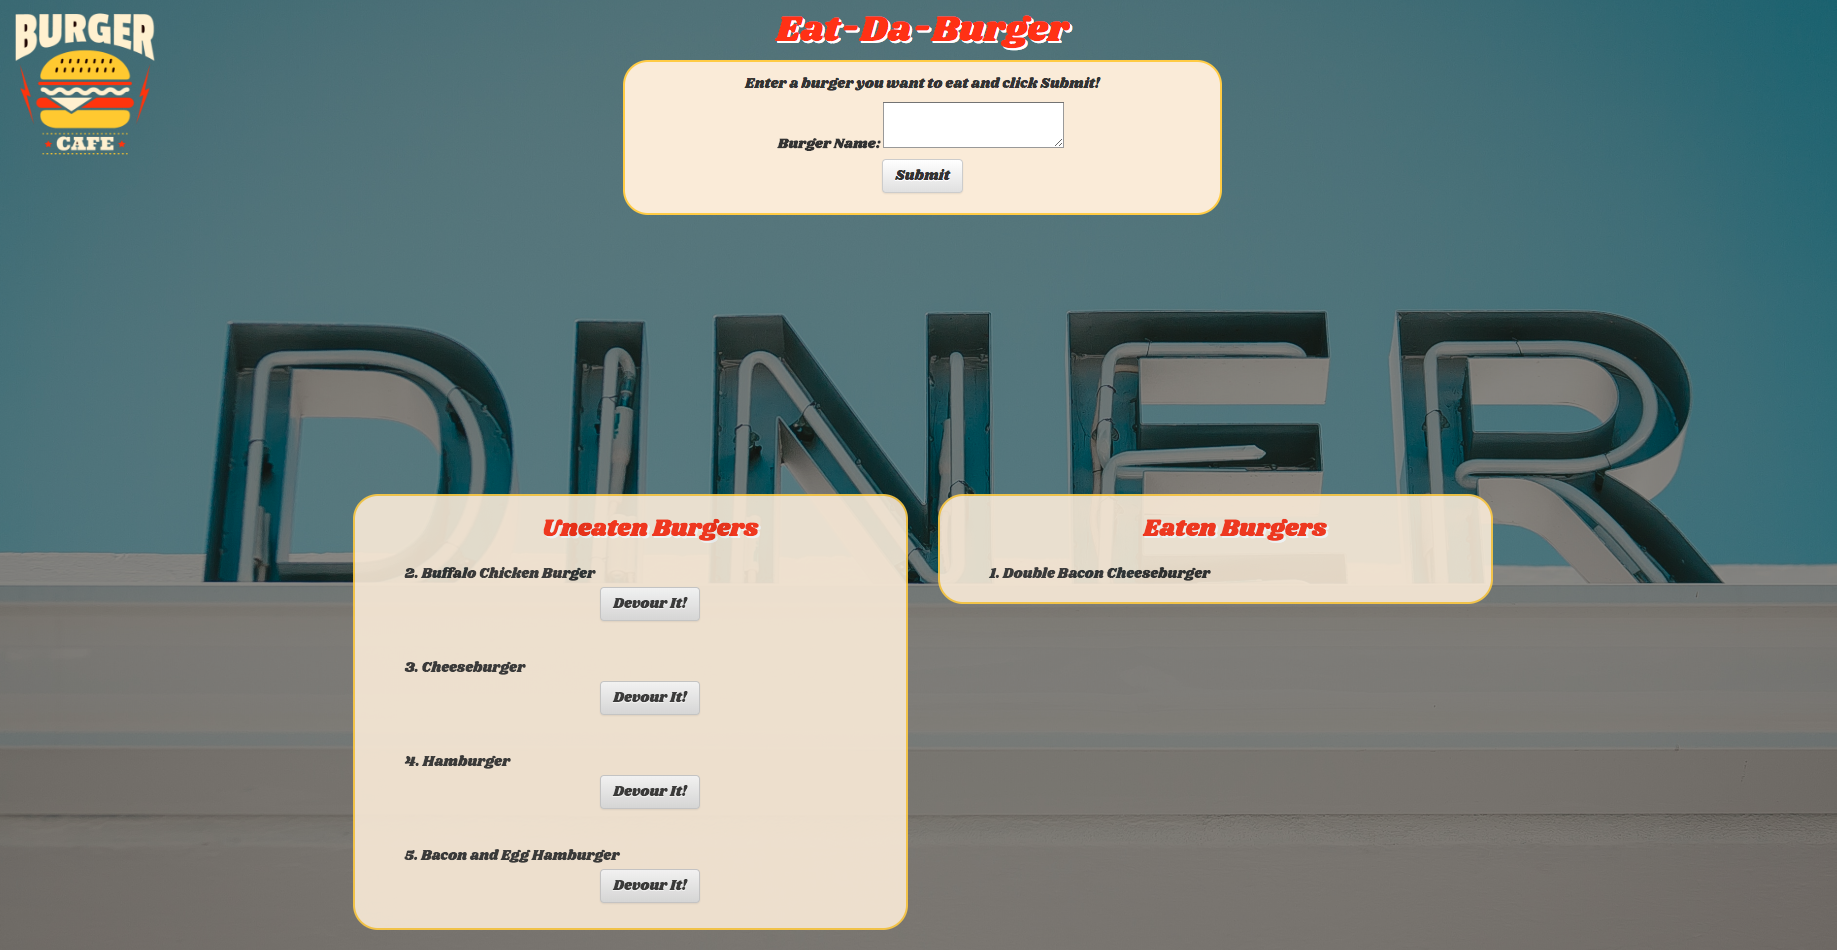 BURGER
CAFE
Eat-Da-Burger
Enter a burger you want to eat and click Submit!
Burger Name:
Submit
DINER
Uneaten Burgers
2. Buffalo Chicken Burger
Devour It!
3. Cheeseburger
Devour It!
4. Hamburger
Devour It!
5. Bacon and Egg Hamburger
Devour It!
Eaten Burgers
1. Double Bacon Cheeseburger